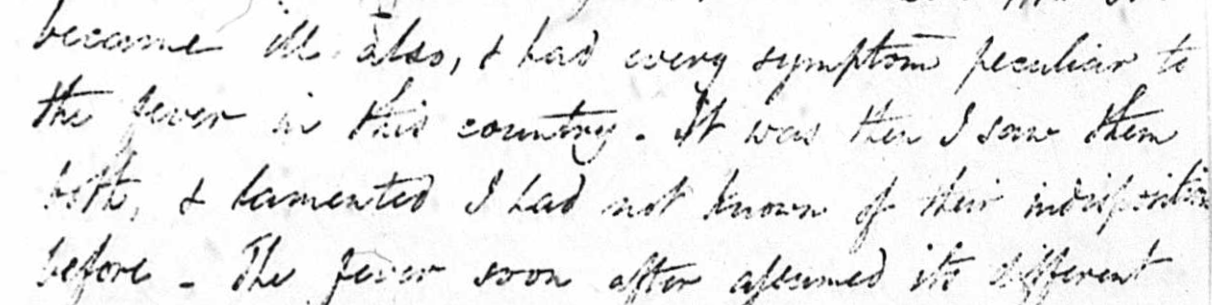 became ill also, & had every symptom peculiar to
the fever in this country. It was then I saw them
both, & lamented I had not known of their indisposition
before - The fever soon after assumed its different